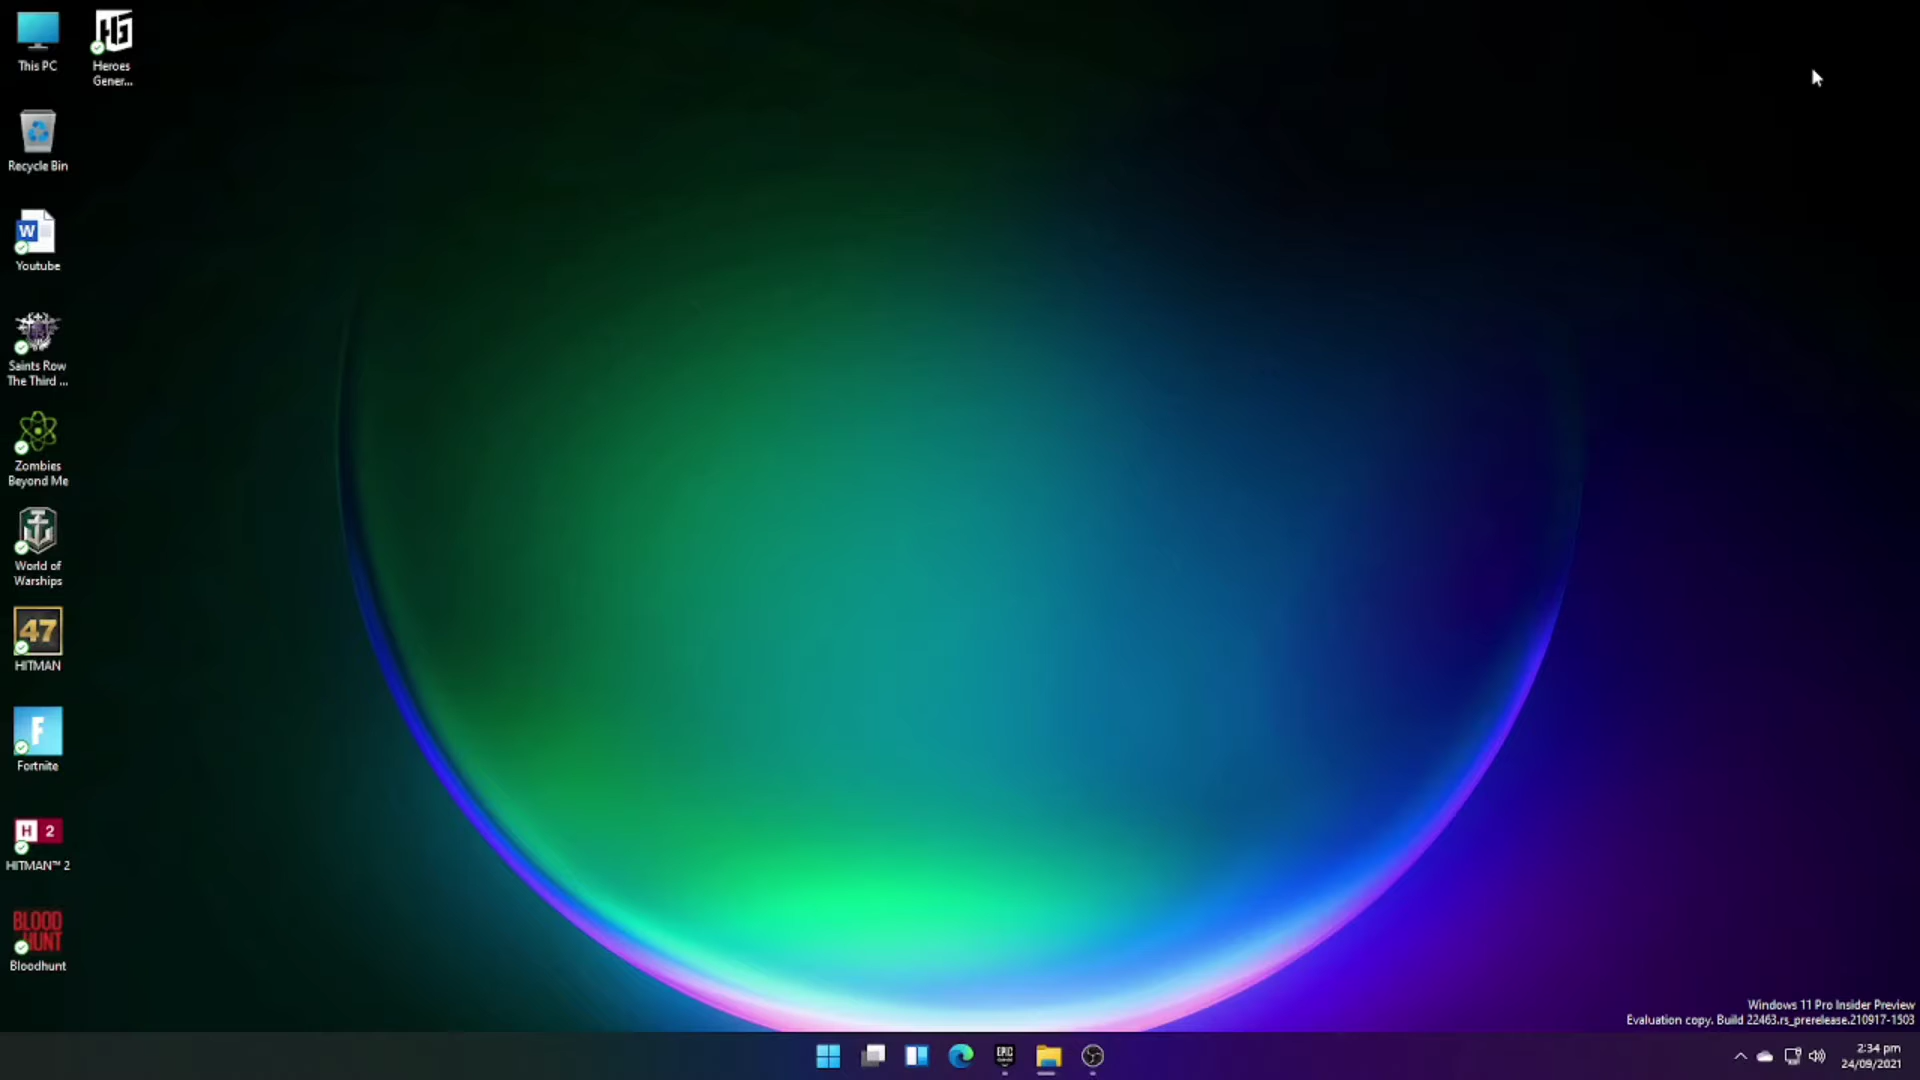 This PC
Heroes
Gener...
Recycle Bin
W
Youtube
Saints Row
The Third ...
Zombies
Beyond Me
World of
Warships
47
HITMAN
F
Fortnite
H 2
HITMAN™ 2
BLOOD
HUNT
Bloodhunt
Windows 11 Pro Insider Preview
Evaluation copy. Build 22463.rs_prerelease.210917-1503
EPIC
2:34 pm
24/09/2021